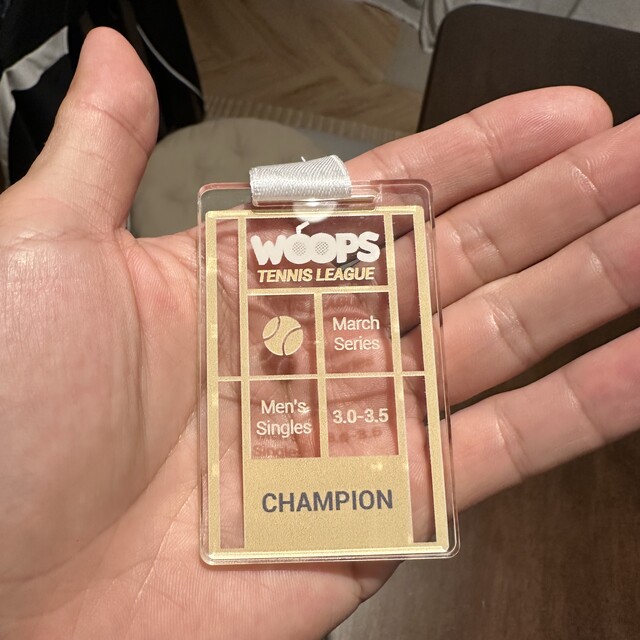 WOOPS
TENNIS LEAGUE
March
Series
Men's
Singles
3.0-3.5
CHAMPION